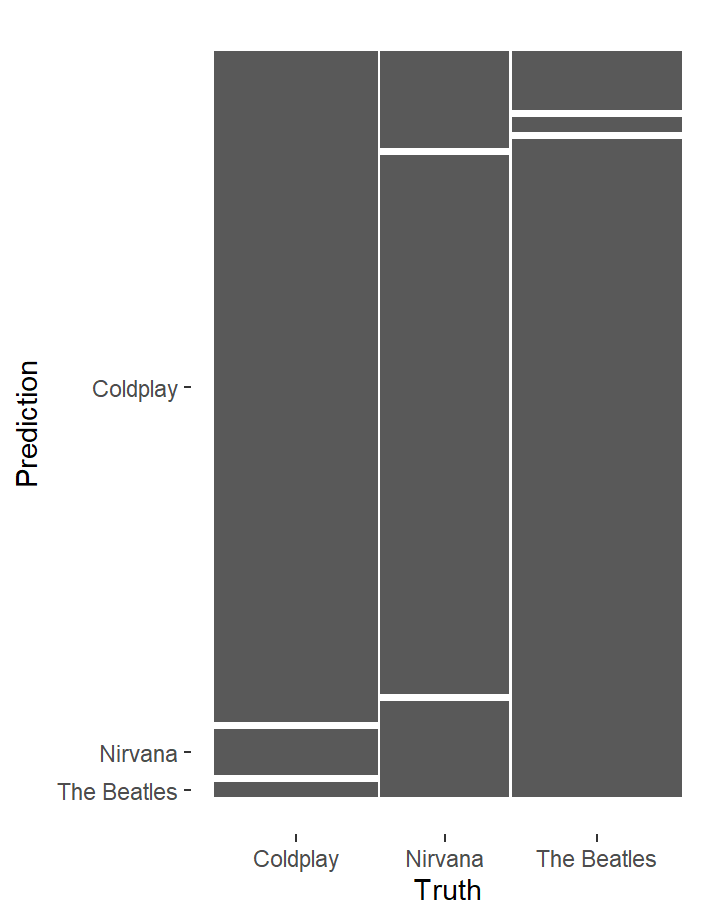 Prediction
Coldplay
Nirvana
The Beatles
Coldplay
Nirvana
The Beatles
Truth